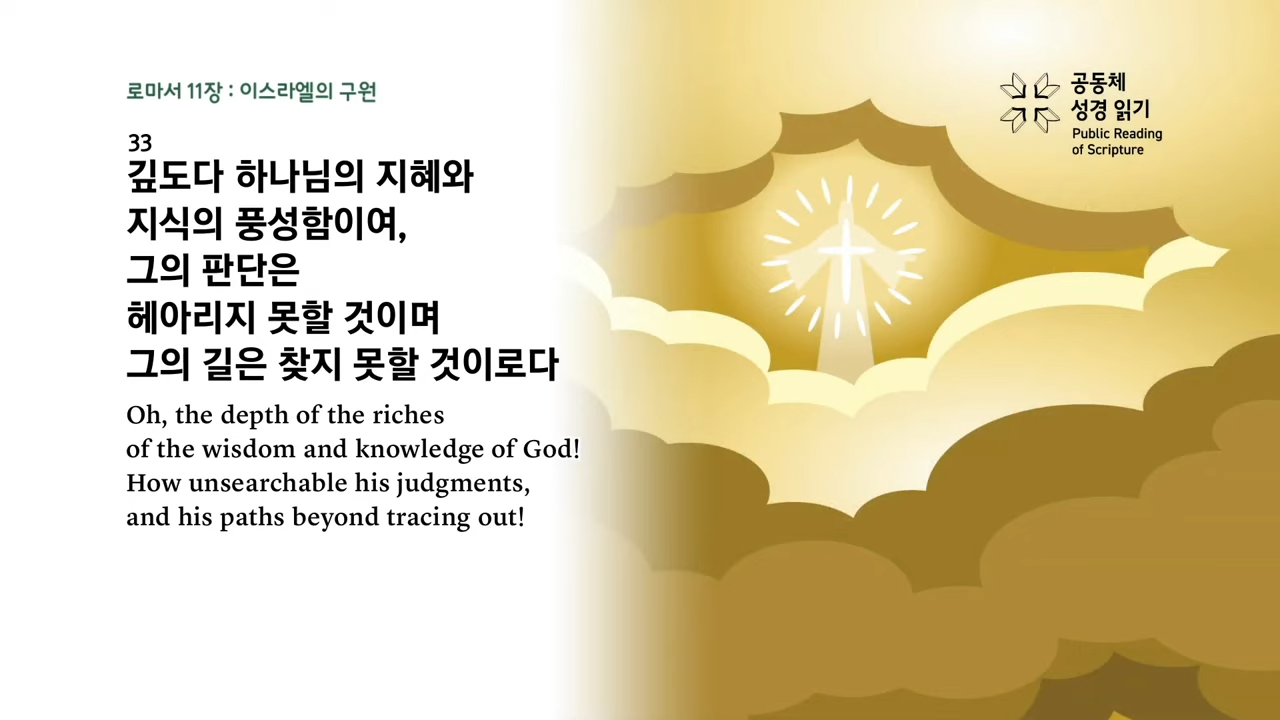 로마서 11장 : 이스라엘의 구원
33
깊도다 하나님의 지혜와
지식의 풍성함이여,
그의 판단은
헤아리지 못할 것이며
그의 길은 찾지 못할 것이로다
Oh, the depth of the riches
of the wisdom and knowledge of God!
How unsearchable his judgments,
and his paths beyond tracing out!
공동체
성경 읽기
Public Reading
of Scripture